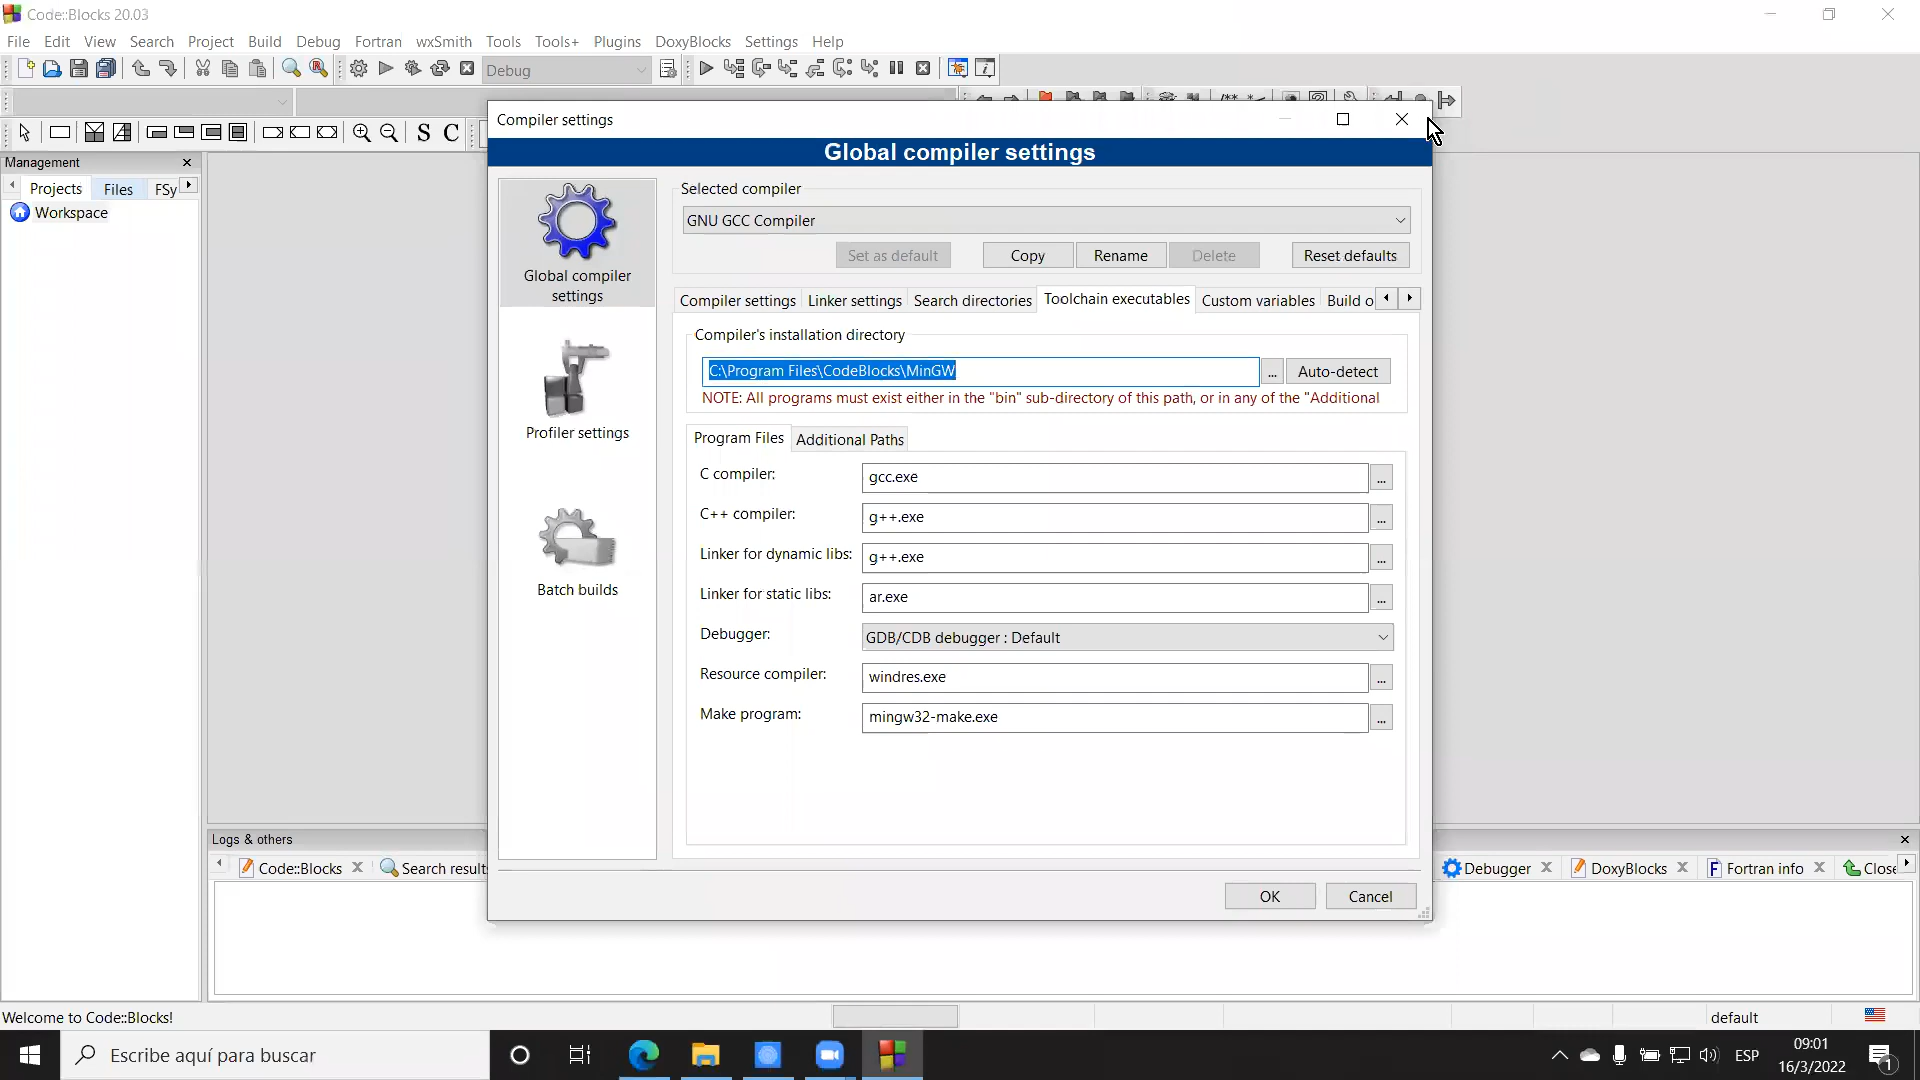 Code::Blocks 20.03
File Edit View Search Project Build Debug Fortran wxSmith Tools Tools+ Plugins DoxyBlocks Settings Help
Debug
S C
Management
Projects Files FSy
Workspace
Compiler settings
Global compiler settings
Global compiler
settings
Profiler settings
Batch builds
Selected compiler
GNU GCC Compiler
Set as default Copy Rename Delete Reset defaults
Compiler settings Linker settings Search directories Toolchain executables Custom variables Build o
Compiler's installation directory
C:\Program Files\CodeBlocks\MinGW
... Auto-detect
NOTE: All programs must exist either in the "bin" sub-directory of this path, or in any of the "Additional
Program Files Additional Paths
C compiler: gcc.exe ...
C++ compiler: g++.exe ...
Linker for dynamic libs: g++.exe ...
Linker for static libs: ar.exe ...
Debugger: GDB/CDB debugger : Default
Resource compiler: windres.exe ...
Make program: mingw32-make.exe ...
OK Cancel
Logs & others
Code::Blocks Search results Debugger DoxyBlocks Fortran info Close
Welcome to Code::Blocks!
default
Escribe aquí para buscar
ESP
09:01
16/3/2022
1